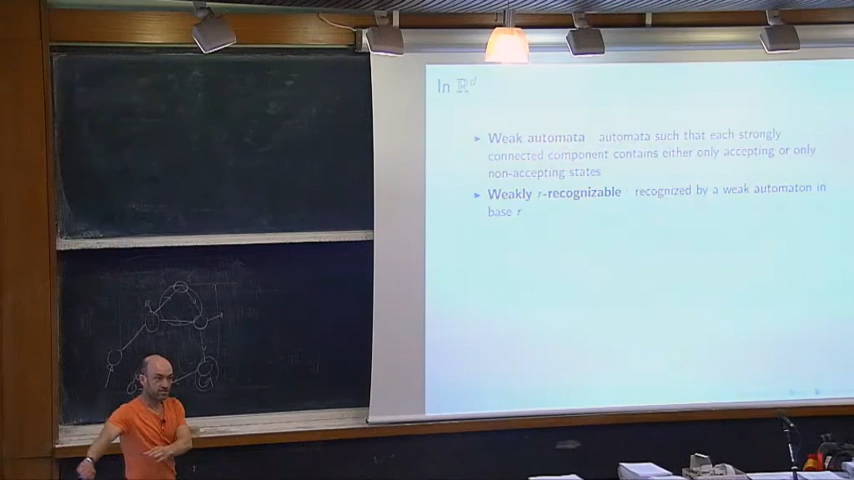 In ℝᵈ
▸ Weak automata automata such that each strongly
connected component contains either only accepting or only
non-accepting states
▸ Weakly r-recognizable recognized by a weak automaton in
base r